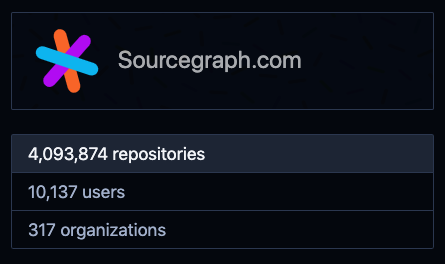 Sourcegraph.com
4,093,874 repositories
10,137 users
317 organizations